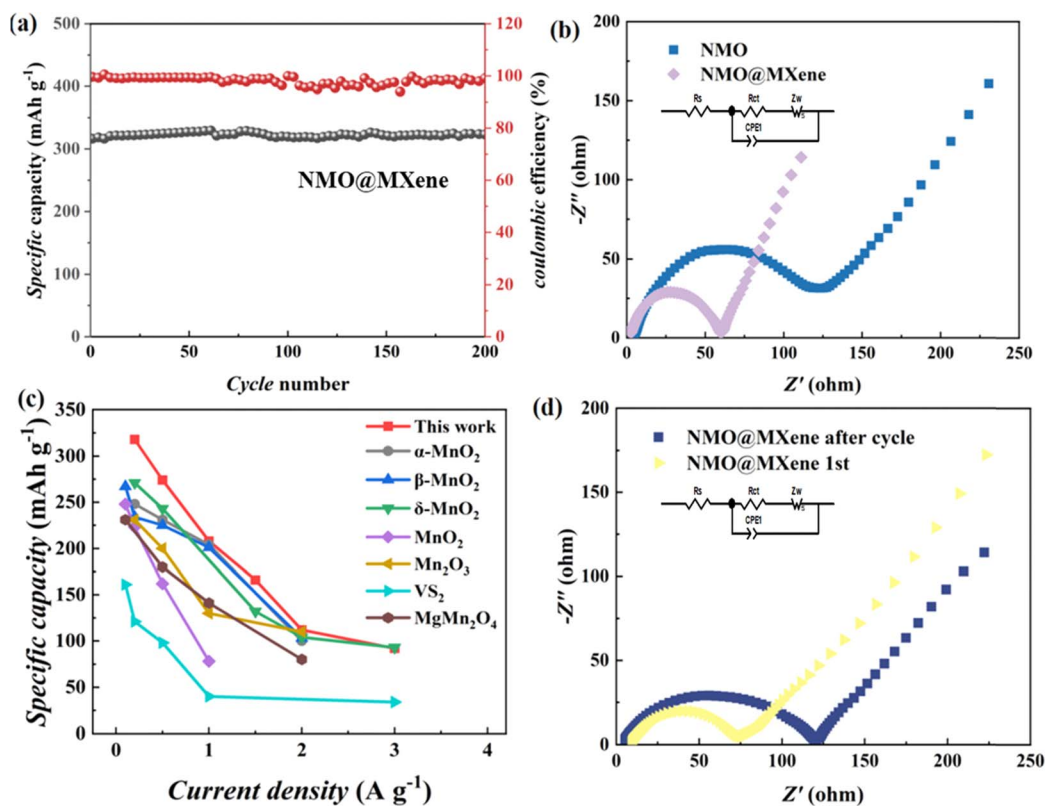 (a)
500
400
300
200
100
0
Specific capacity (mAh g-1)
120
100
80
60
40
20
0
coulombic efficiency (%)
NMO@MXene
0 50 100 150 200
Cycle number
(b)
200
150
100
50
0
-Z″ (ohm)
NMO
NMO@MXene
Rs Rct Zw
Ws
CPE1
0 50 100 150 200 250
Z′ (ohm)
(c)
350
300
250
200
150
100
50
0
Specific capacity (mAh g-1)
This work
α-MnO2
β-MnO2
δ-MnO2
MnO2
Mn2O3
VS2
MgMn2O4
0 1 2 3 4
Current density (A g-1)
(d)
200
150
100
50
0
-Z″ (ohm)
NMO@MXene after cycle
NMO@MXene 1st
Rs Rct Zw
Ws
CPE1
0 50 100 150 200 250
Z′ (ohm)